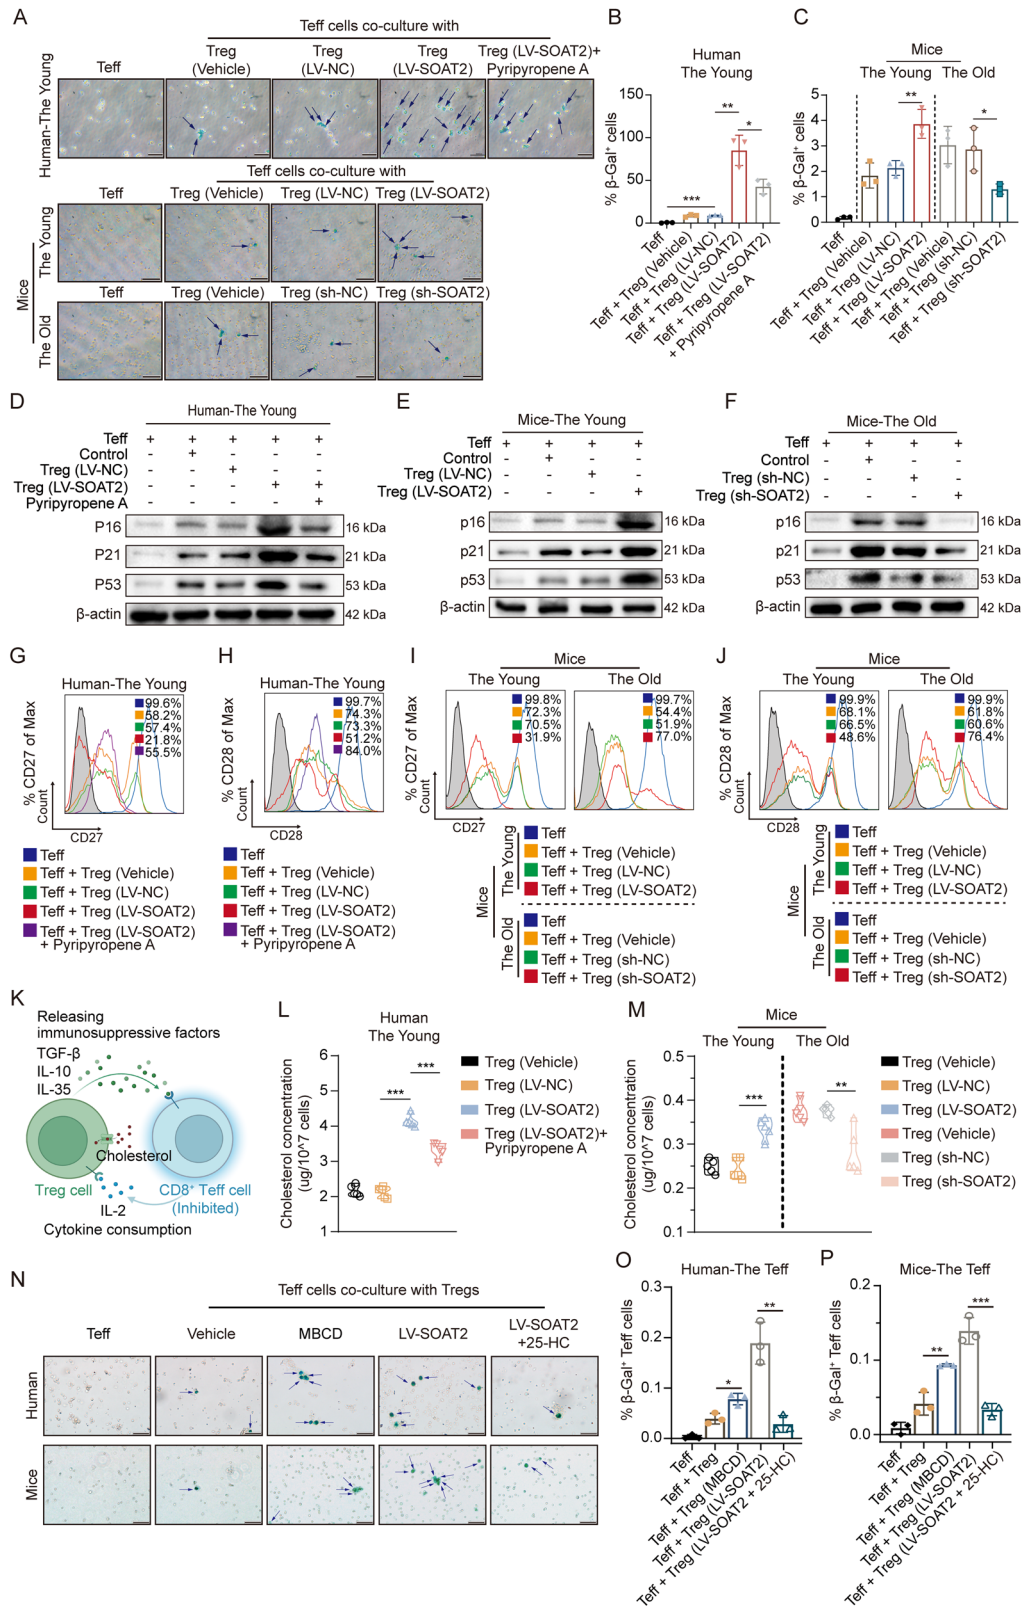 A
Teff cells co-culture with
Human-The Young
Teff
Treg (Vehicle)
Treg (LV-NC)
Treg (LV-SOAT2)
Treg (LV-SOAT2)+ Pyripyropene A
Teff cells co-culture with
Mice
The Young
Teff
Treg (Vehicle)
Treg (LV-NC)
Treg (LV-SOAT2)
The Old
Teff
Treg (Vehicle)
Treg (sh-NC)
Treg (sh-SOAT2)
B
Human
The Young
% β-Gal⁺ cells
150
100
50
0
***
**
*
Teff
Teff + Treg (Vehicle)
Teff + Treg (LV-NC)
Teff + Treg (LV-SOAT2)
Teff + Treg (LV-SOAT2)
+ Pyripyropene A
C
Mice
The Young
The Old
% β-Gal⁺ cells
5
4
3
2
1
0
**
*
Teff
Teff + Treg (Vehicle)
Teff + Treg (LV-NC)
Teff + Treg (LV-SOAT2)
Teff + Treg (Vehicle)
Teff + Treg (sh-NC)
Teff + Treg (sh-SOAT2)
D
Human-The Young
Teff + + + + +
Control - + - - -
Treg (LV-NC) - - + - -
Treg (LV-SOAT2) - - - + +
Pyripyropene A - - - - +
P16 16 kDa
P21 21 kDa
P53 53 kDa
β-actin 42 kDa
E
Mice-The Young
Teff + + + +
Control - + - -
Treg (LV-NC) - - + -
Treg (LV-SOAT2) - - - +
p16 16 kDa
p21 21 kDa
p53 53 kDa
β-actin 42 kDa
F
Mice-The Old
Teff + + + +
Control - + - -
Treg (sh-NC) - - + -
Treg (sh-SOAT2) - - - +
p16 16 kDa
p21 21 kDa
p53 53 kDa
β-actin 42 kDa
G
Human-The Young
% CD27 of Max
Count
CD27
99.6%
58.2%
57.4%
21.8%
55.5%
Teff
Teff + Treg (Vehicle)
Teff + Treg (LV-NC)
Teff + Treg (LV-SOAT2)
Teff + Treg (LV-SOAT2)
+ Pyripyropene A
H
Human-The Young
% CD28 of Max
Count
CD28
99.7%
74.3%
73.3%
51.2%
84.0%
Teff
Teff + Treg (Vehicle)
Teff + Treg (LV-NC)
Teff + Treg (LV-SOAT2)
Teff + Treg (LV-SOAT2)
+ Pyripyropene A
I
Mice
The Young
The Old
% CD27 of Max
Count
CD27
99.8%
72.3%
70.5%
31.9%
99.7%
54.4%
51.9%
77.0%
Mice
The Young
Teff
Teff + Treg (Vehicle)
Teff + Treg (LV-NC)
Teff + Treg (LV-SOAT2)
The Old
Teff
Teff + Treg (Vehicle)
Teff + Treg (sh-NC)
Teff + Treg (sh-SOAT2)
J
Mice
The Young
The Old
% CD28 of Max
Count
CD28
99.9%
68.1%
66.5%
48.6%
99.9%
61.8%
60.6%
76.4%
Mice
The Young
Teff
Teff + Treg (Vehicle)
Teff + Treg (LV-NC)
Teff + Treg (LV-SOAT2)
The Old
Teff
Teff + Treg (Vehicle)
Teff + Treg (sh-NC)
Teff + Treg (sh-SOAT2)
K
Releasing
immunosuppressive factors
TGF-β
IL-10
IL-35
Cholesterol
Treg cell
CD8⁺ Teff cell
(Inhibited)
IL-2
Cytokine consumption
L
Human
The Young
Cholesterol concentration
(ug/10^7 cells)
6
4
3
2
1
***
***
Treg (Vehicle)
Treg (LV-NC)
Treg (LV-SOAT2)
Treg (LV-SOAT2)+
Pyripyropene A
M
Mice
The Young
The Old
Cholesterol concentration
(ug/10^7 cells)
0.5
0.4
0.3
0.2
0.1
***
**
Treg (Vehicle)
Treg (LV-NC)
Treg (LV-SOAT2)
Treg (Vehicle)
Treg (sh-NC)
Treg (sh-SOAT2)
N
Teff cells co-culture with Tregs
Teff
Vehicle
MBCD
LV-SOAT2
LV-SOAT2
+25-HC
Human
Mice
O
Human-The Teff
% β-Gal⁺ Teff cells
0.3
0.2
0.1
0.0
*
**
Teff
Teff + Treg
Teff + Treg (MBCD)
Teff + Treg (LV-SOAT2)
Teff + Treg (LV-SOAT2 + 25-HC)
P
Mice-The Teff
% β-Gal⁺ Teff cells
0.2
0.1
0.0
**
***
Teff
Teff + Treg
Teff + Treg (MBCD)
Teff + Treg (LV-SOAT2)
Teff + Treg (LV-SOAT2 + 25-HC)